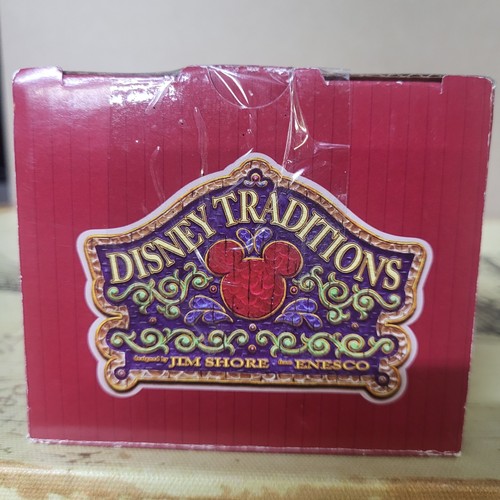 DISNEY TRADITIONS
designed by JIM SHORE from ENESCO